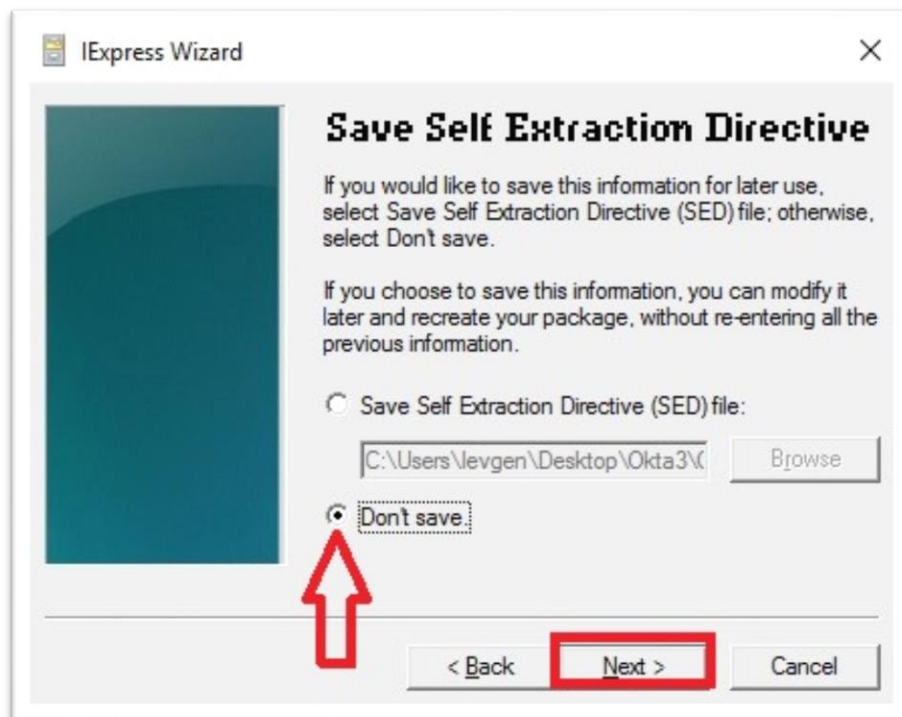 IExpress Wizard
Save Self Extraction Directive
If you would like to save this information for later use,
select Save Self Extraction Directive (SED) file; otherwise,
select Don't save.
If you choose to save this information, you can modify it
later and recreate your package, without re-entering all the
previous information.
Save Self Extraction Directive (SED) file:
C:\Users\Ievgen\Desktop\Okta3\ Browse
Don't save.
< Back Next > Cancel